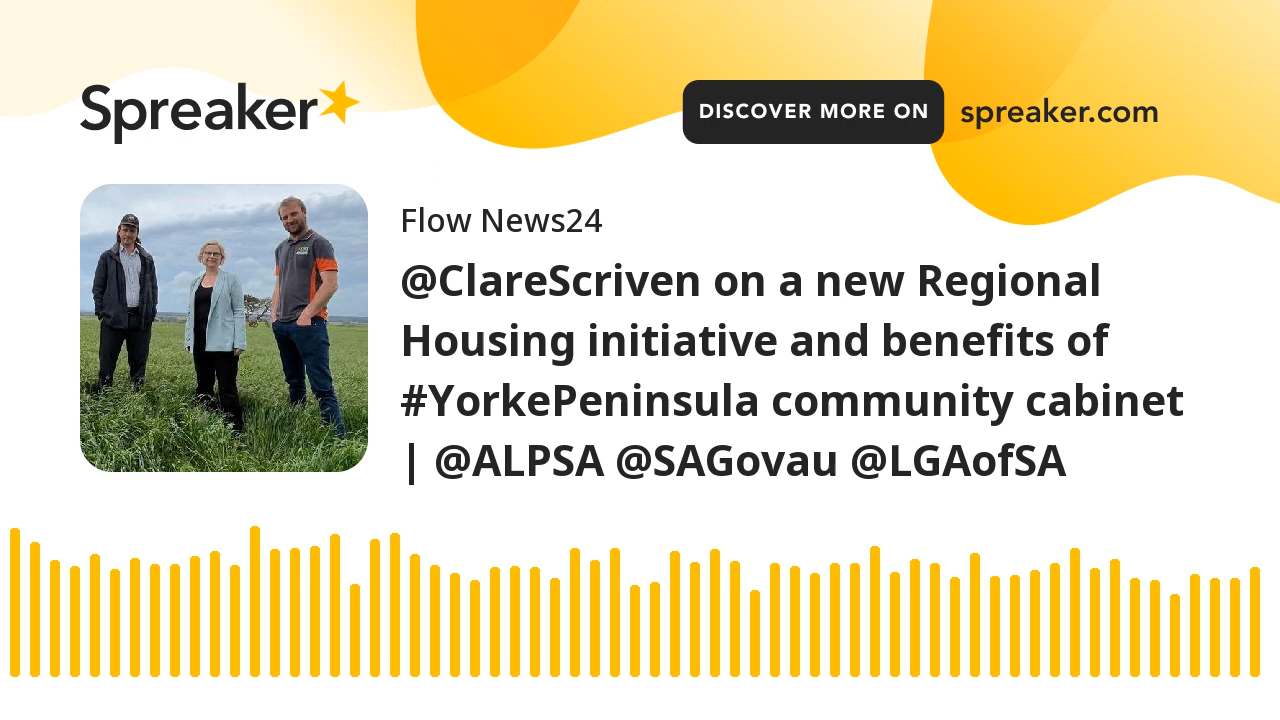 Spreaker
DISCOVER MORE ON spreaker.com
Flow News24
@ClareScriven on a new Regional
Housing initiative and benefits of
#YorkePeninsula community cabinet
| @ALPSA @SAGovau @LGAofSA